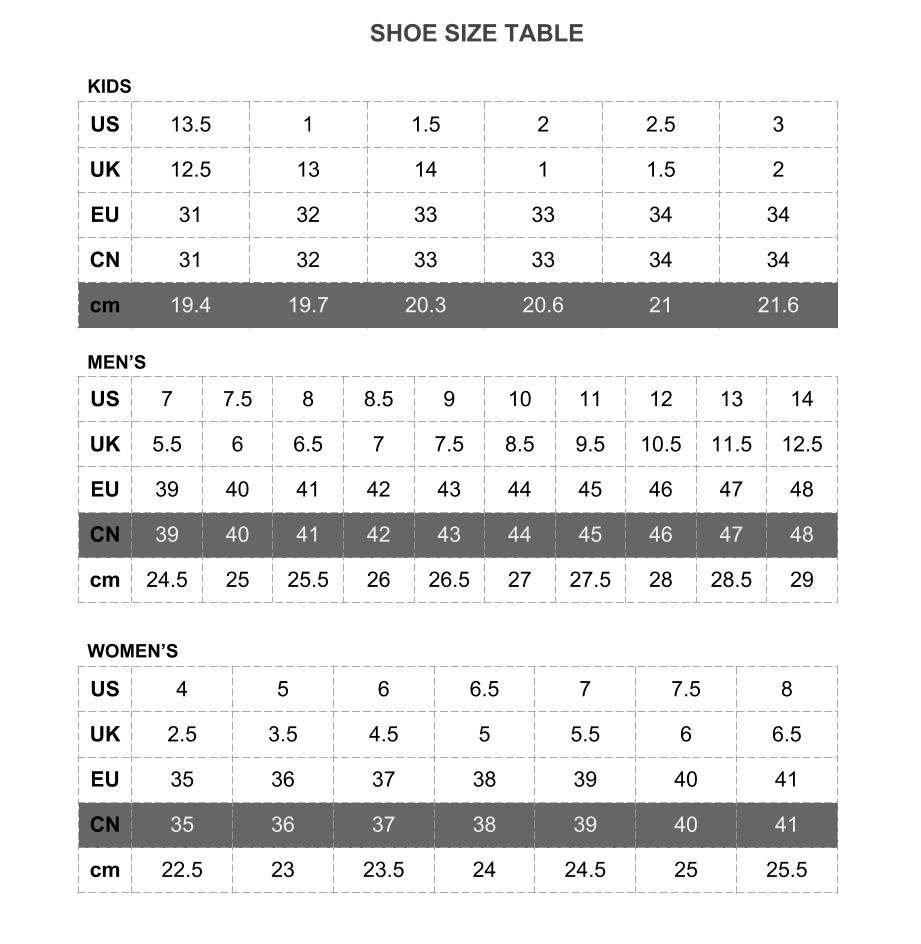 SHOE SIZE TABLE
KIDS
US 13.5 1 1.5 2 2.5 3
UK 12.5 13 14 1 1.5 2
EU 31 32 33 33 34 34
CN 31 32 33 33 34 34
cm 19.4 19.7 20.3 20.6 21 21.6
MEN’S
US 7 7.5 8 8.5 9 10 11 12 13 14
UK 5.5 6 6.5 7 7.5 8.5 9.5 10.5 11.5 12.5
EU 39 40 41 42 43 44 45 46 47 48
CN 39 40 41 42 43 44 45 46 47 48
cm 24.5 25 25.5 26 26.5 27 27.5 28 28.5 29
WOMEN’S
US 4 5 6 6.5 7 7.5 8
UK 2.5 3.5 4.5 5 5.5 6 6.5
EU 35 36 37 38 39 40 41
CN 35 36 37 38 39 40 41
cm 22.5 23 23.5 24 24.5 25 25.5